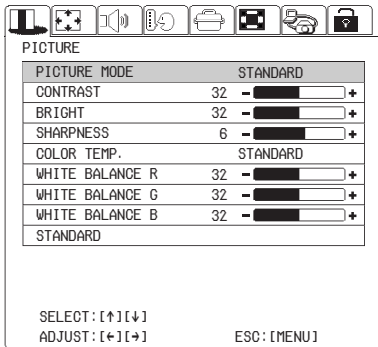 PICTURE
PICTURE MODE STANDARD
CONTRAST 32 - +
BRIGHT 32 - +
SHARPNESS 6 - +
COLOR TEMP. STANDARD
WHITE BALANCE R 32 - +
WHITE BALANCE G 32 - +
WHITE BALANCE B 32 - +
STANDARD
SELECT:[↑][↓]
ADJUST:[←][→] ESC:[MENU]